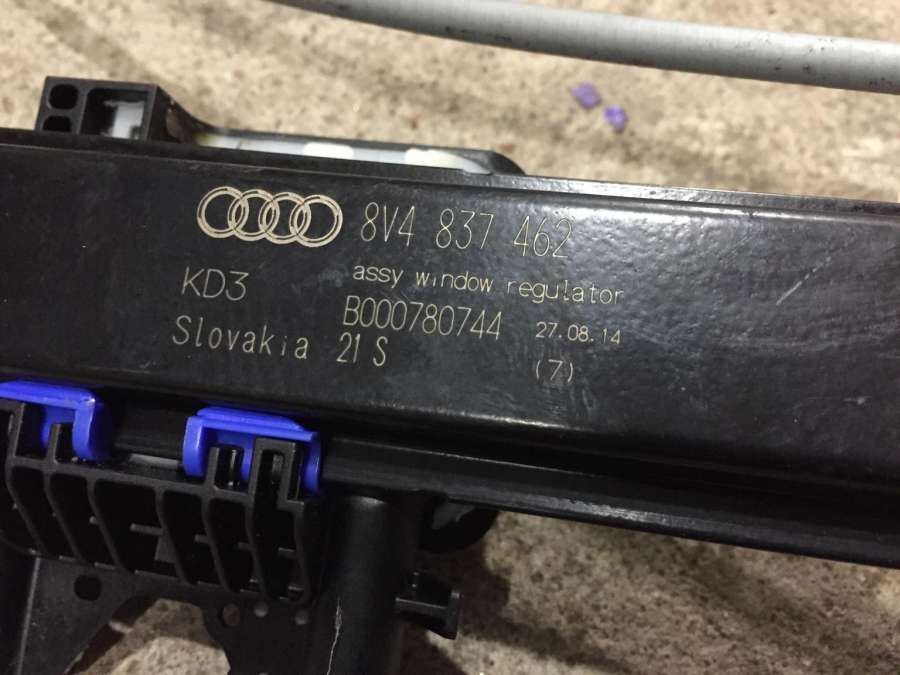 8V4 837 462
KD3 assy window regulator
B000780744 27.08.14
Slovakia 21 S (7)